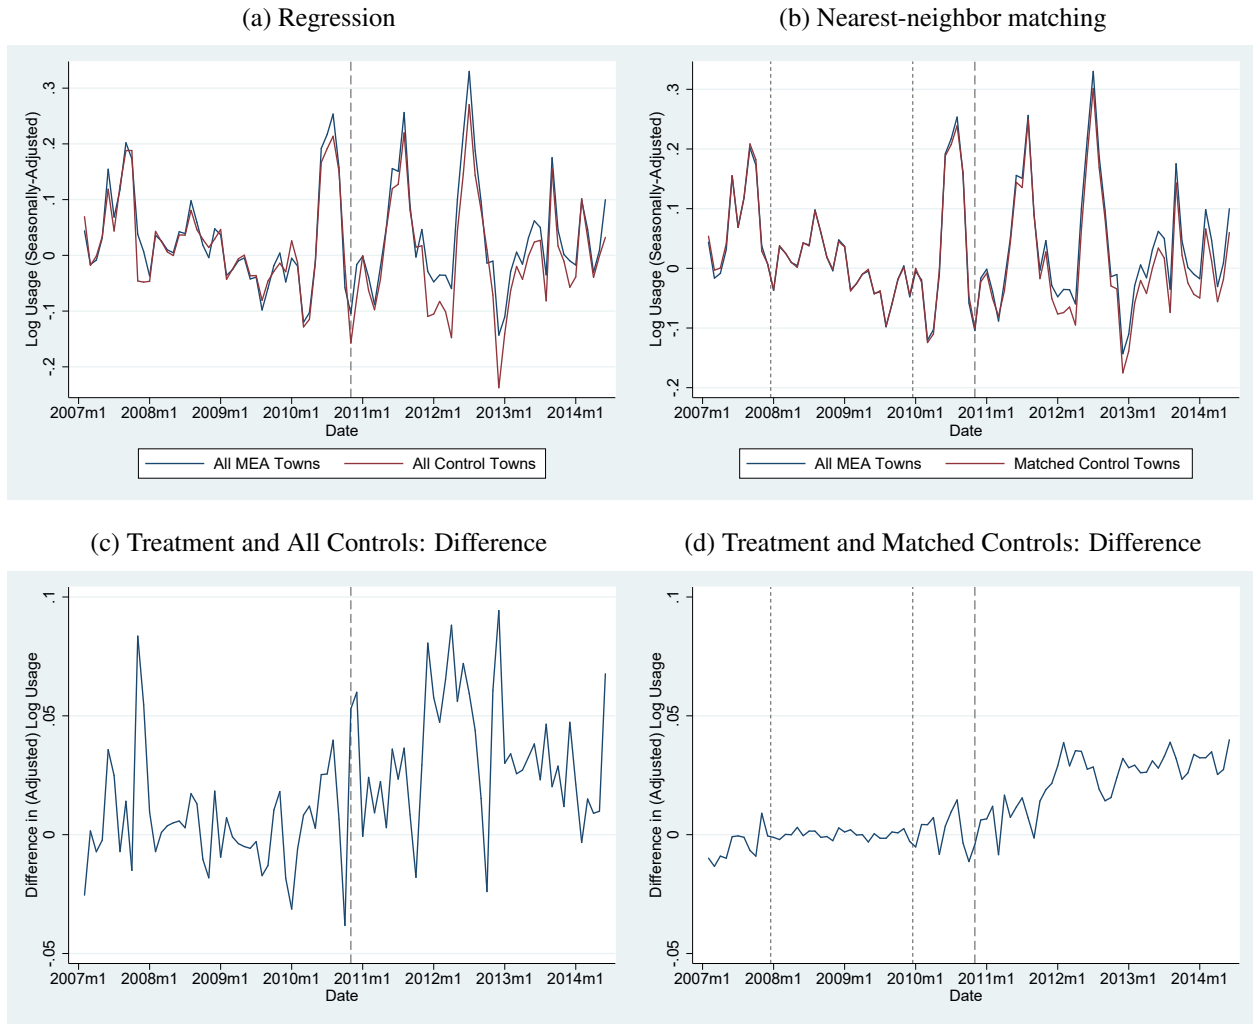 (a) Regression
Log Usage (Seasonally-Adjusted)
.3
.2
.1
0
-.1
-.2
2007m1 2008m1 2009m1 2010m1 2011m1 2012m1 2013m1 2014m1
Date
All MEA Towns All Control Towns
(b) Nearest-neighbor matching
Log Usage (Seasonally-Adjusted)
.3
.2
.1
0
-.1
-.2
2007m1 2008m1 2009m1 2010m1 2011m1 2012m1 2013m1 2014m1
Date
All MEA Towns Matched Control Towns
(c) Treatment and All Controls: Difference
Difference in (Adjusted) Log Usage
.1
.05
0
-.05
2007m1 2008m1 2009m1 2010m1 2011m1 2012m1 2013m1 2014m1
Date
(d) Treatment and Matched Controls: Difference
Difference in (Adjusted) Log Usage
.1
.05
0
-.05
2007m1 2008m1 2009m1 2010m1 2011m1 2012m1 2013m1 2014m1
Date